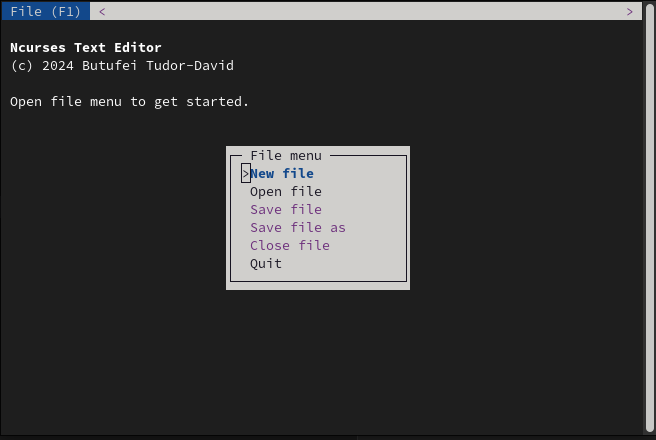 File (F1) < >
Ncurses Text Editor
(c) 2024 Butufei Tudor-David
Open file menu to get started.
File menu
>New file
Open file
Save file
Save file as
Close file
Quit